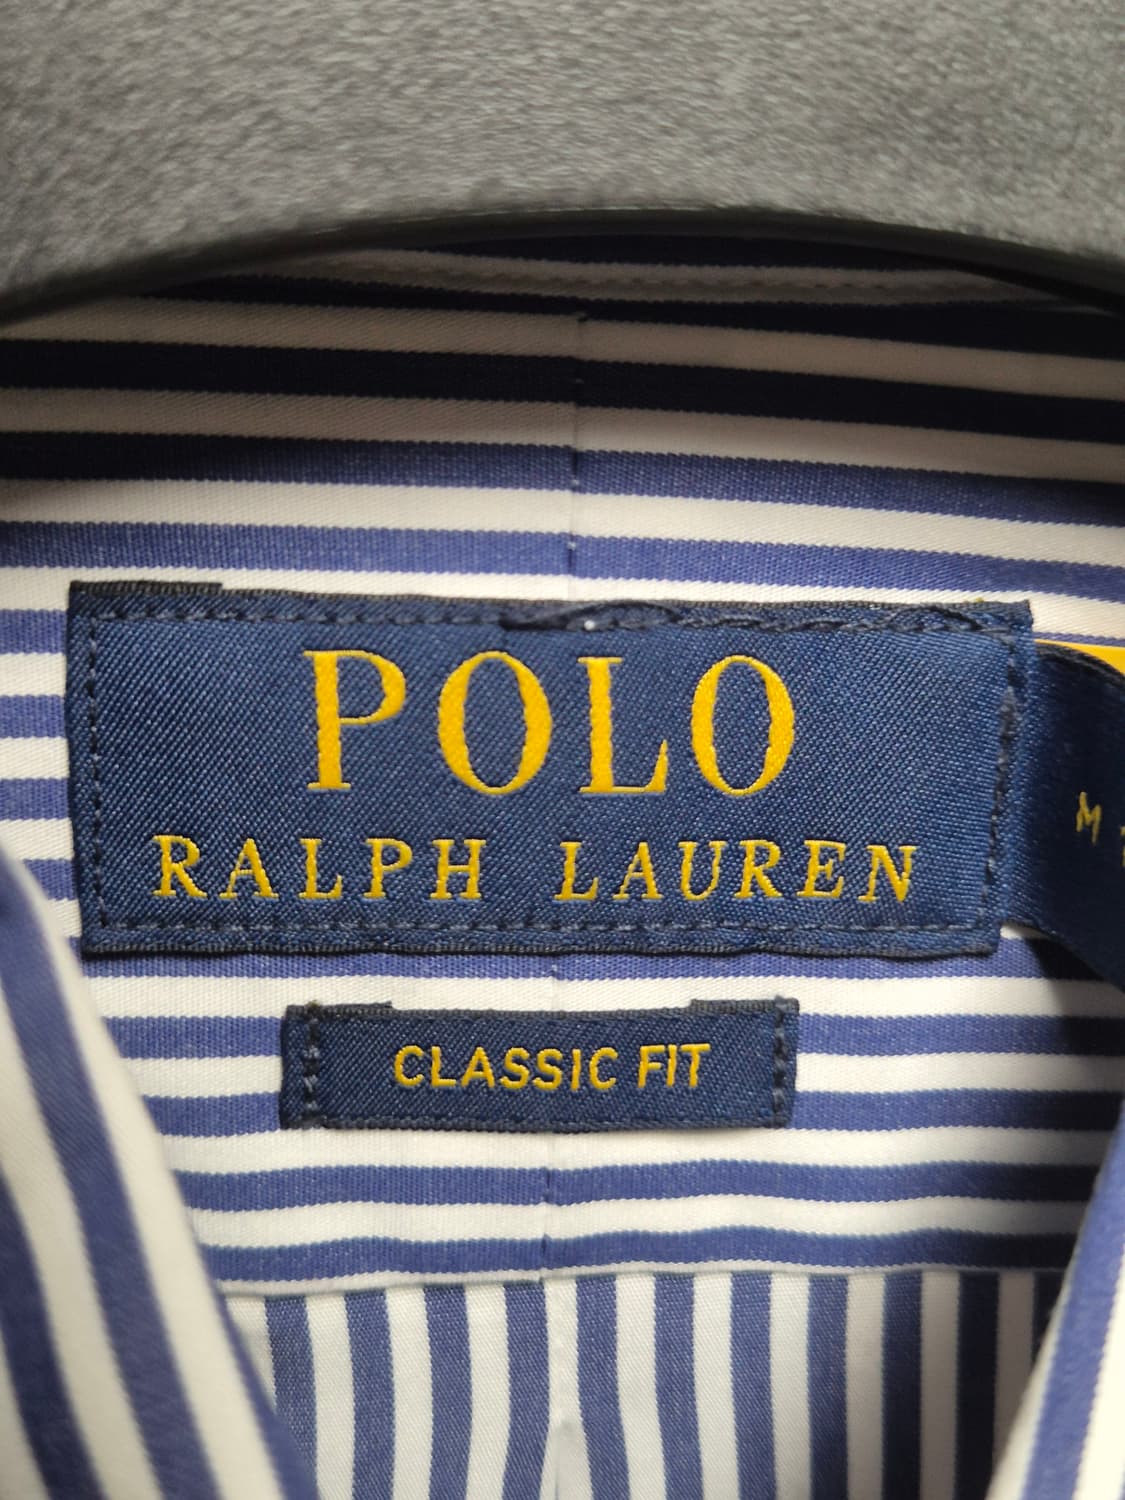 POLO
RALPH LAUREN
M
CLASSIC FIT